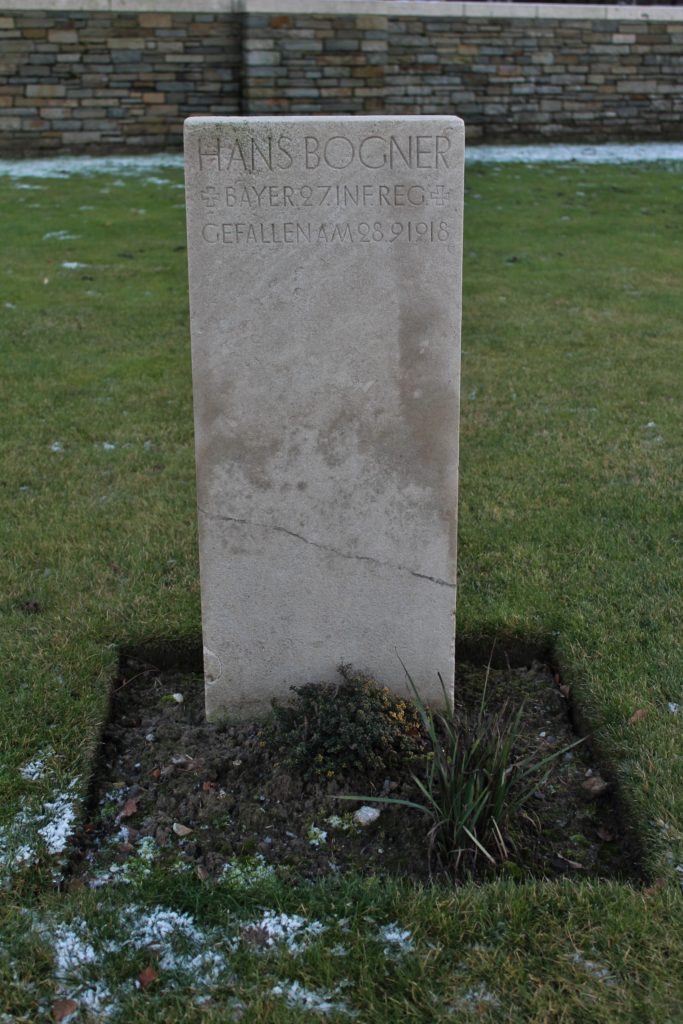 HANS BOGNER
BAYER.27.INF.REG.
GEFALLEN AM 28.9.1918